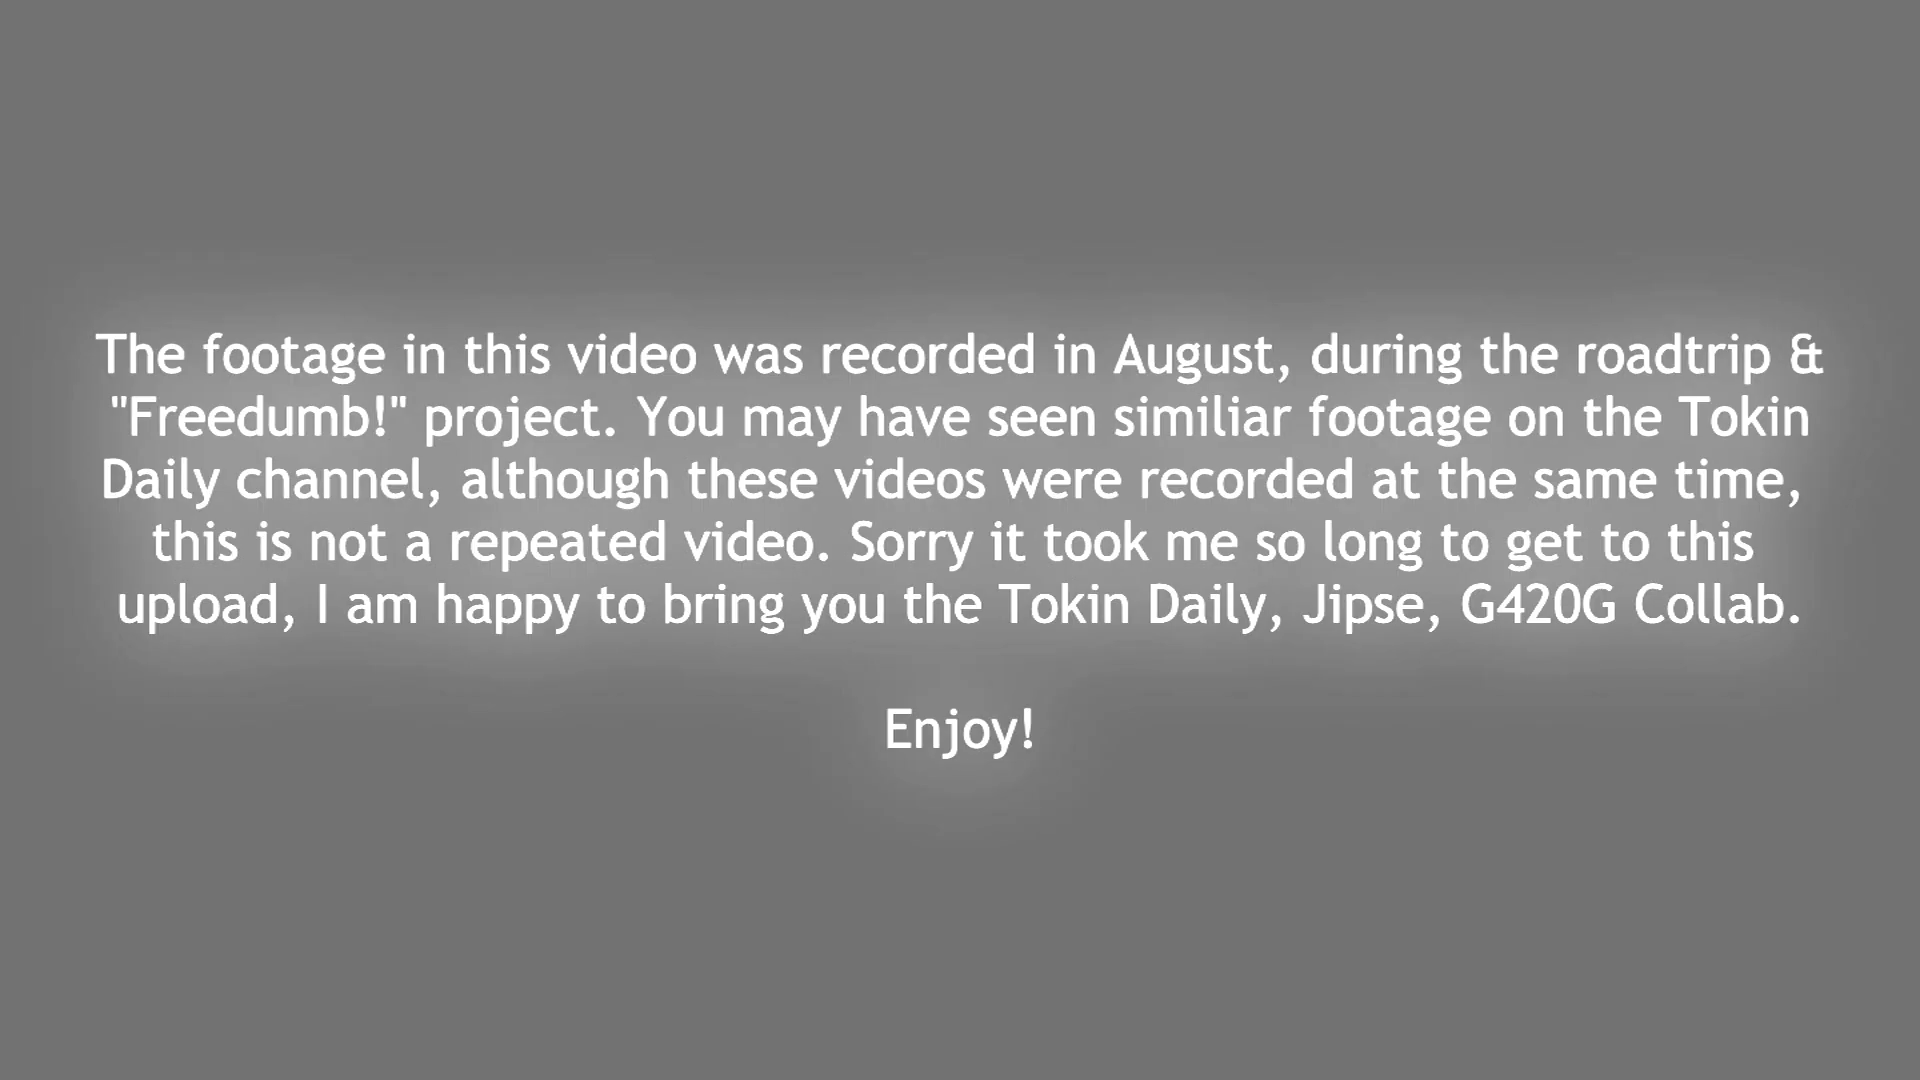 The footage in this video was recorded in August, during the roadtrip &
"Freedumb!" project. You may have seen similiar footage on the Tokin
Daily channel, although these videos were recorded at the same time,
this is not a repeated video. Sorry it took me so long to get to this
upload, I am happy to bring you the Tokin Daily, Jipse, G420G Collab.
Enjoy!